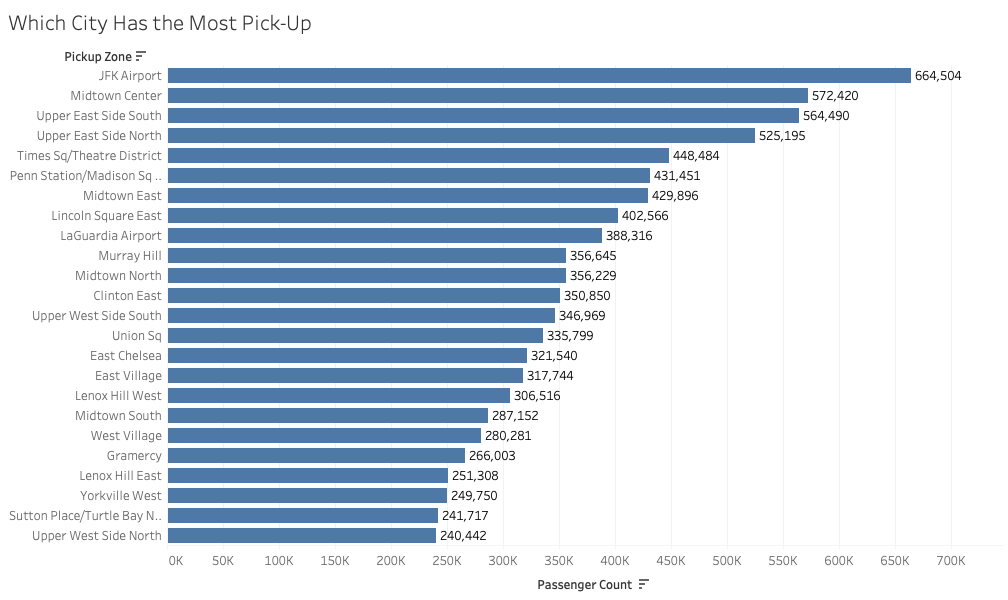 Which City Has the Most Pick-Up
Pickup Zone
JFK Airport 664,504
Midtown Center 572,420
Upper East Side South 564,490
Upper East Side North 525,195
Times Sq/Theatre District 448,484
Penn Station/Madison Sq .. 431,451
Midtown East 429,896
Lincoln Square East 402,566
LaGuardia Airport 388,316
Murray Hill 356,645
Midtown North 356,229
Clinton East 350,850
Upper West Side South 346,969
Union Sq 335,799
East Chelsea 321,540
East Village 317,744
Lenox Hill West 306,516
Midtown South 287,152
West Village 280,281
Gramercy 266,003
Lenox Hill East 251,308
Yorkville West 249,750
Sutton Place/Turtle Bay N.. 241,717
Upper West Side North 240,442
0K 50K 100K 150K 200K 250K 300K 350K 400K 450K 500K 550K 600K 650K 700K
Passenger Count